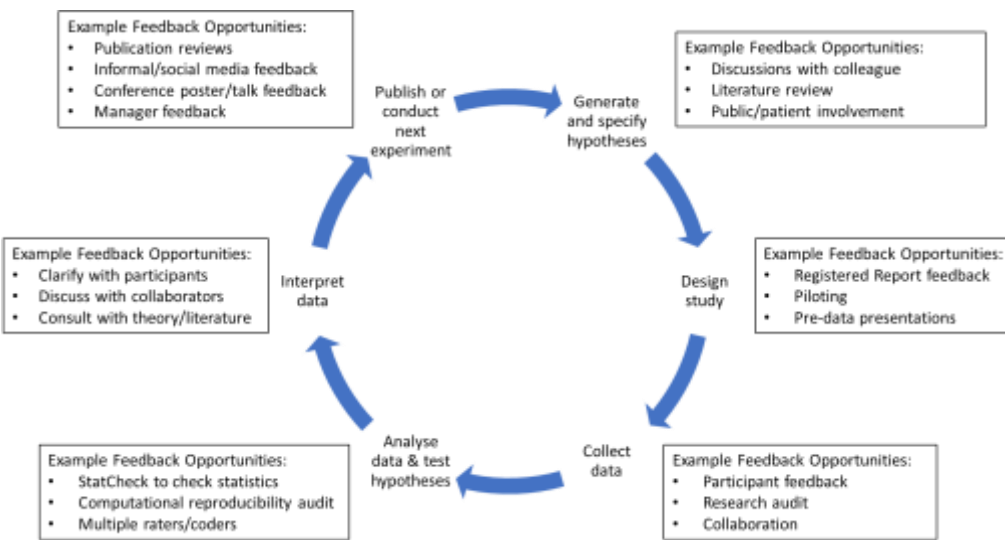 Example Feedback Opportunities:
• Publication reviews
• Informal/social media feedback
• Conference poster/talk feedback
• Manager feedback
Publish or
conduct
next
experiment
Generate
and specify
hypotheses
Example Feedback Opportunities:
• Discussions with colleague
• Literature review
• Public/patient involvement
Example Feedback Opportunities:
• Clarify with participants
• Discuss with collaborators
• Consult with theory/literature
Interpret
data
Design
study
Example Feedback Opportunities:
• Registered Report feedback
• Piloting
• Pre-data presentations
Example Feedback Opportunities:
• StatCheck to check statistics
• Computational reproducibility audit
• Multiple raters/coders
Analyse
data & test
hypotheses
Collect
data
Example Feedback Opportunities:
• Participant feedback
• Research audit
• Collaboration